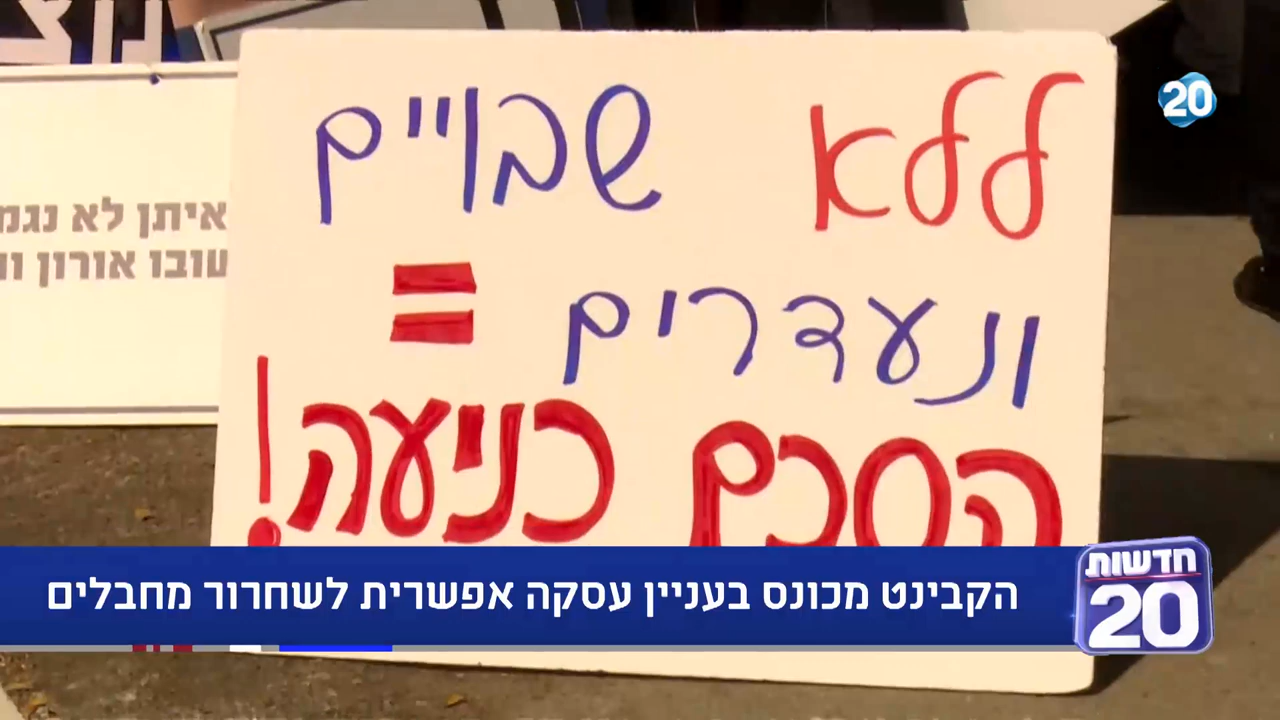 20
ללא שבויים
ונעדרים =
הסכם כניעה!
איתן לא נגמ
אורון
הקבינט מכונס בעניין עסקה אפשרית לשחרור מחבלים
חדשות
20